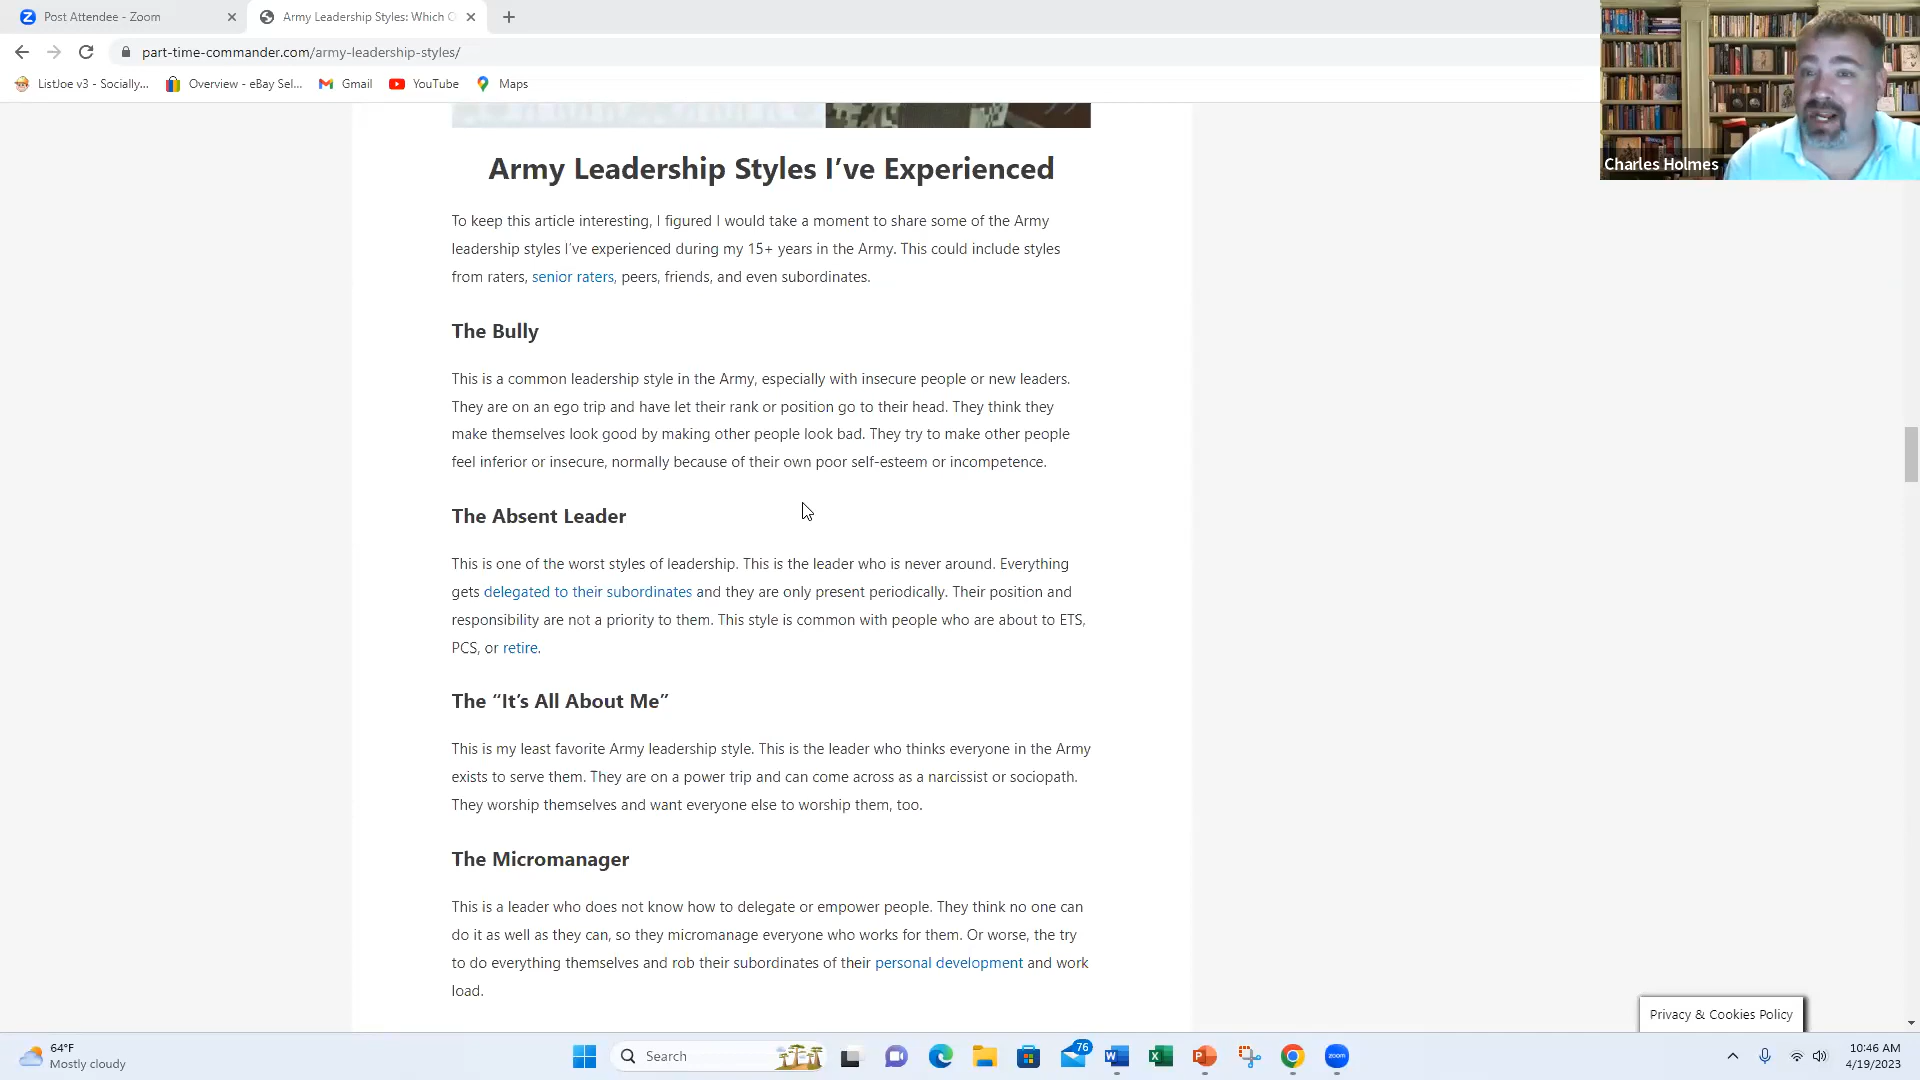 Post Attendee - Zoom
Army Leadership Styles: Which O
part-time-commander.com/army-leadership-styles/
ListJoe v3 - Socially...
Overview - eBay Sel...
Gmail
YouTube
Maps
Charles Holmes
Army Leadership Styles I’ve Experienced
To keep this article interesting, I figured I would take a moment to share some of the Army
leadership styles I’ve experienced during my 15+ years in the Army. This could include styles
from raters, senior raters, peers, friends, and even subordinates.
The Bully
This is a common leadership style in the Army, especially with insecure people or new leaders.
They are on an ego trip and have let their rank or position go to their head. They think they
make themselves look good by making other people look bad. They try to make other people
feel inferior or insecure, normally because of their own poor self-esteem or incompetence.
The Absent Leader
This is one of the worst styles of leadership. This is the leader who is never around. Everything
gets delegated to their subordinates and they are only present periodically. Their position and
responsibility are not a priority to them. This style is common with people who are about to ETS,
PCS, or retire.
The “It’s All About Me”
This is my least favorite Army leadership style. This is the leader who thinks everyone in the Army
exists to serve them. They are on a power trip and can come across as a narcissist or sociopath.
They worship themselves and want everyone else to worship them, too.
The Micromanager
This is a leader who does not know how to delegate or empower people. They think no one can
do it as well as they can, so they micromanage everyone who works for them. Or worse, the try
to do everything themselves and rob their subordinates of their personal development and work
load.
Privacy & Cookies Policy
64°F
Mostly cloudy
Search
76
zoom
10:46 AM
4/19/2023